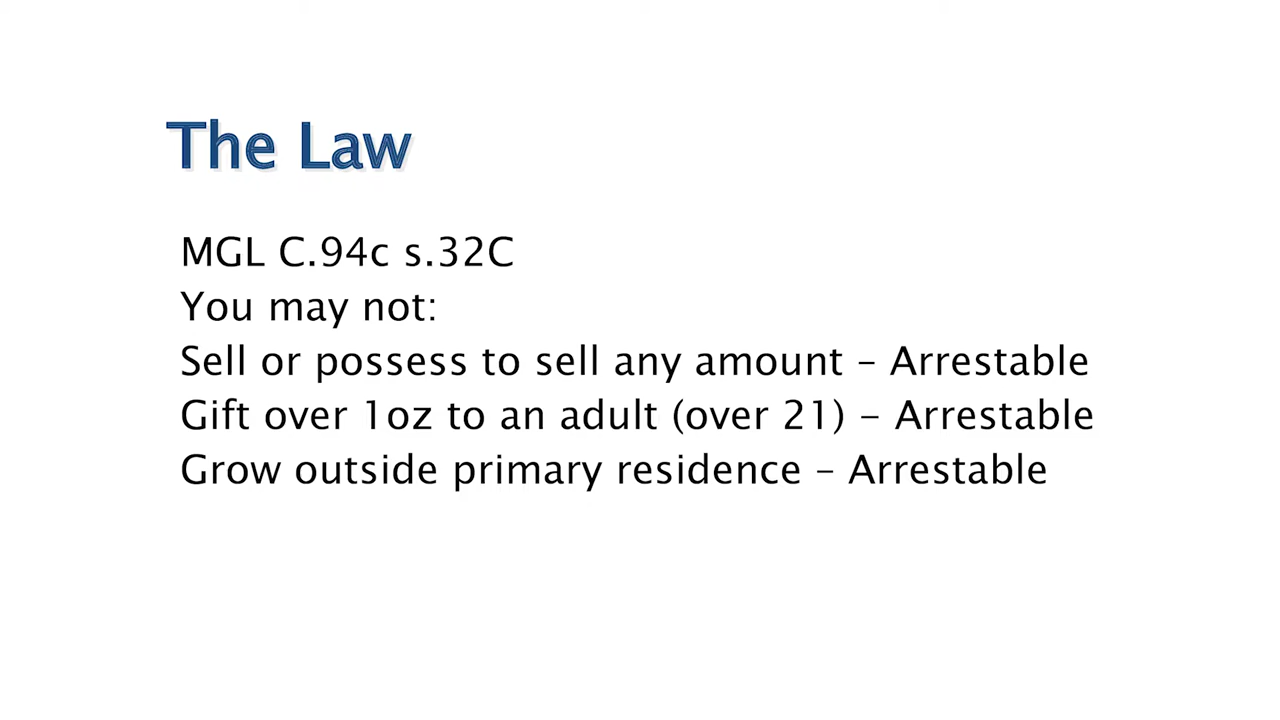 The Law
MGL C.94c s.32C
You may not:
Sell or possess to sell any amount – Arrestable
Gift over 1oz to an adult (over 21) – Arrestable
Grow outside primary residence – Arrestable